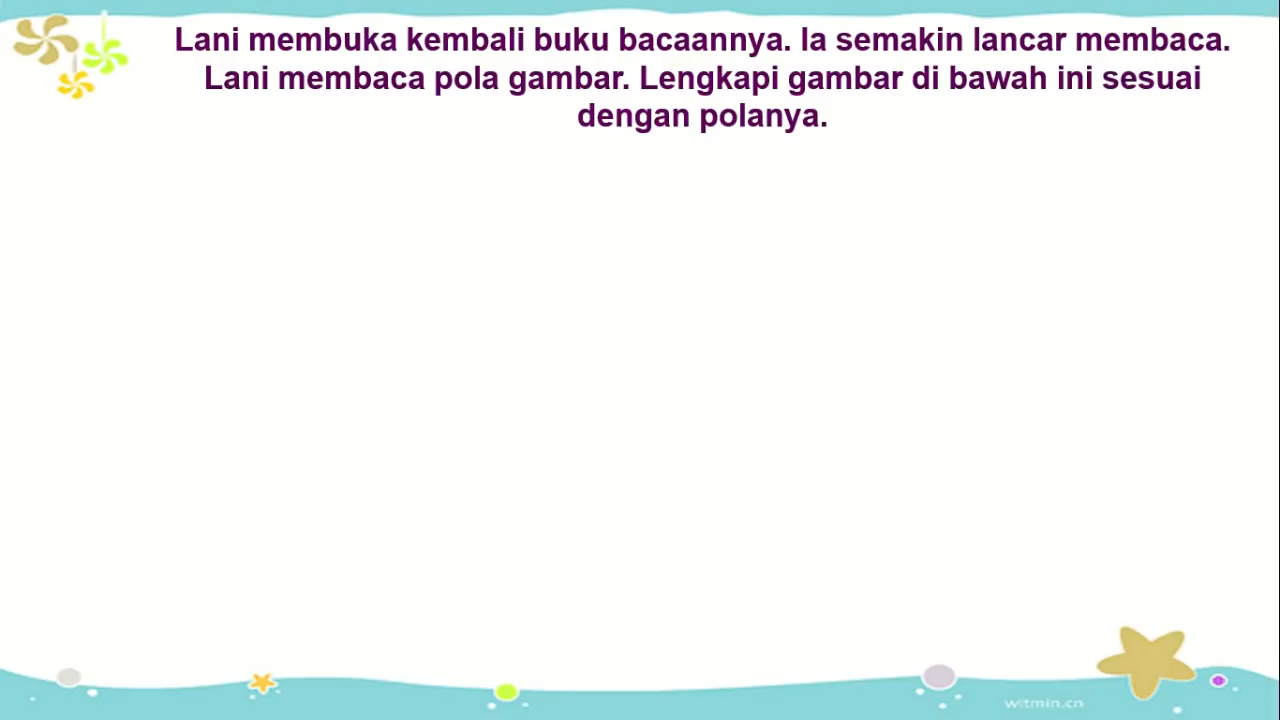 Lani membuka kembali buku bacaannya. Ia semakin lancar membaca.
Lani membaca pola gambar. Lengkapi gambar di bawah ini sesuai
dengan polanya.
witmin.cn